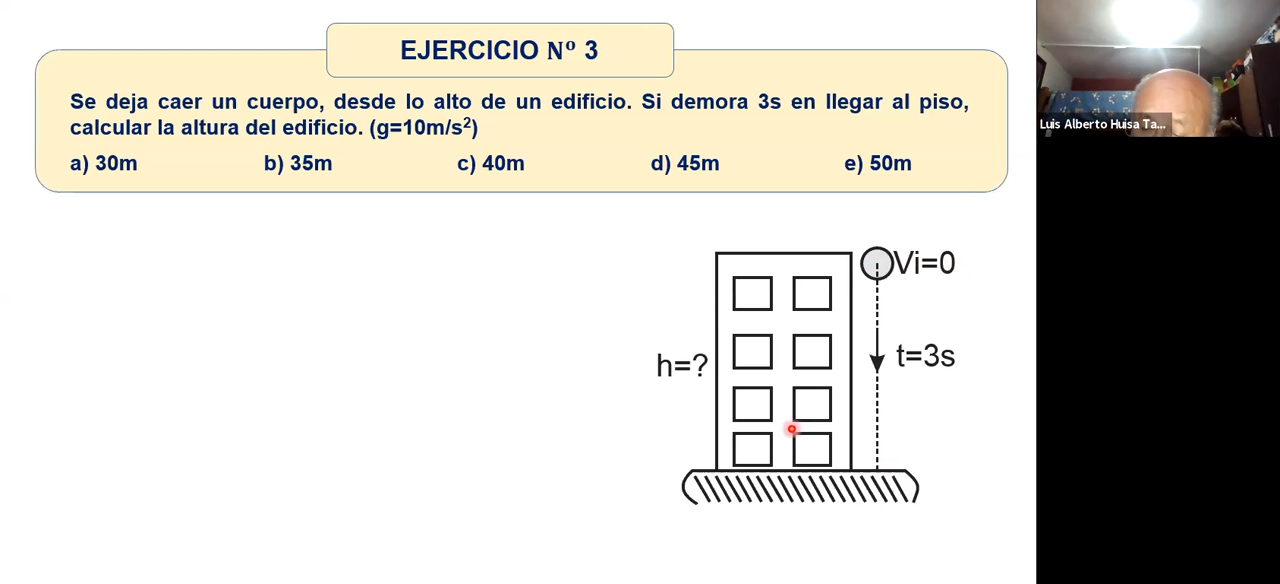 EJERCICIO Nº 3
Se deja caer un cuerpo, desde lo alto de un edificio. Si demora 3s en llegar al piso,
calcular la altura del edificio. (g=10m/s²)
a) 30m b) 35m c) 40m d) 45m e) 50m
Luis Alberto Huisa Ta...
Vi=0
t=3s
h=?